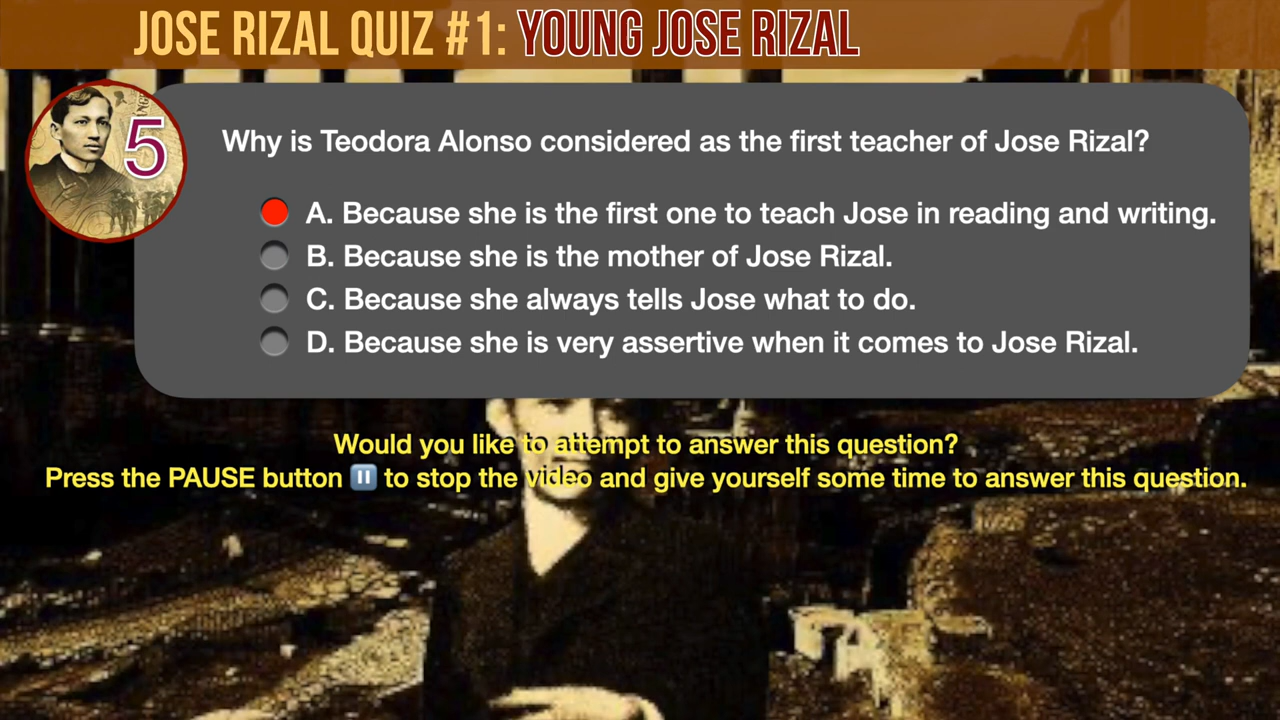 JOSE RIZAL QUIZ #1: YOUNG JOSE RIZAL
5
Why is Teodora Alonso considered as the first teacher of Jose Rizal?
A. Because she is the first one to teach Jose in reading and writing.
B. Because she is the mother of Jose Rizal.
C. Because she always tells Jose what to do.
D. Because she is very assertive when it comes to Jose Rizal.
Would you like to attempt to answer this question?
Press the PAUSE button ⏸️ to stop the video and give yourself some time to answer this question.